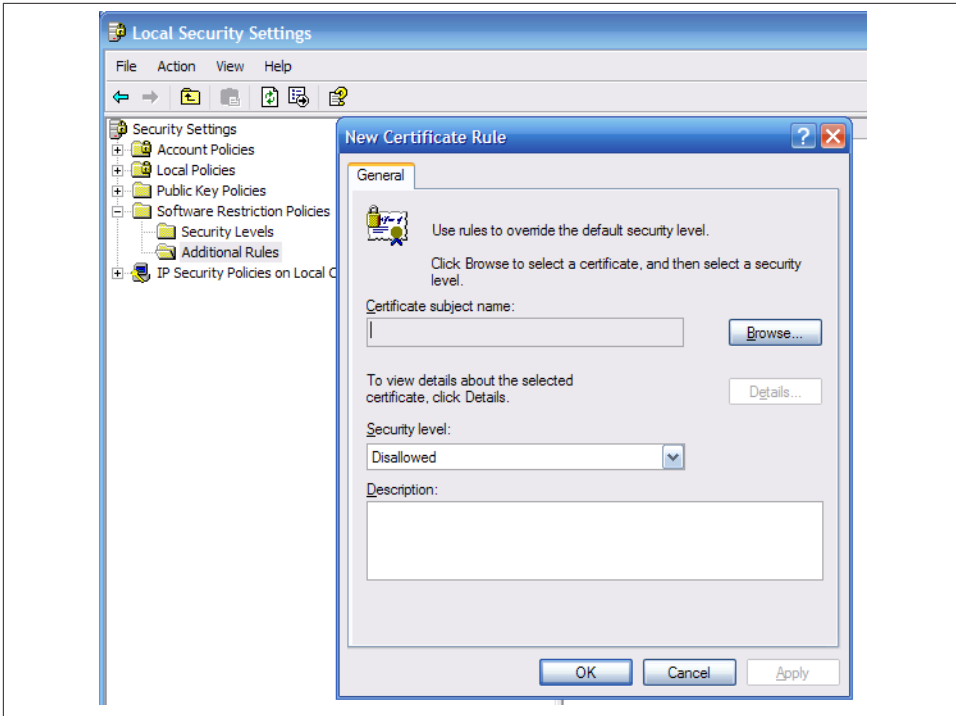 Local Security Settings
File Action View Help
Security Settings
Account Policies
Local Policies
Public Key Policies
Software Restriction Policies
Security Levels
Additional Rules
IP Security Policies on Local C
New Certificate Rule
General
Use rules to override the default security level.
Click Browse to select a certificate, and then select a security
level.
Certificate subject name:
Browse...
To view details about the selected
certificate, click Details.
Details...
Security level:
Disallowed
Description:
OK Cancel Apply